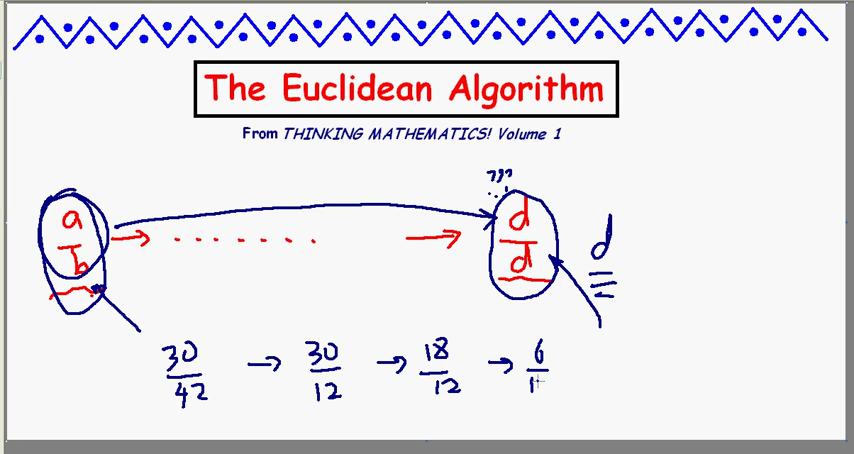 The Euclidean Algorithm
From THINKING MATHEMATICS! Volume 1
???
a/b → ....... → d/d d
30/42 → 30/12 → 18/12 → 6/